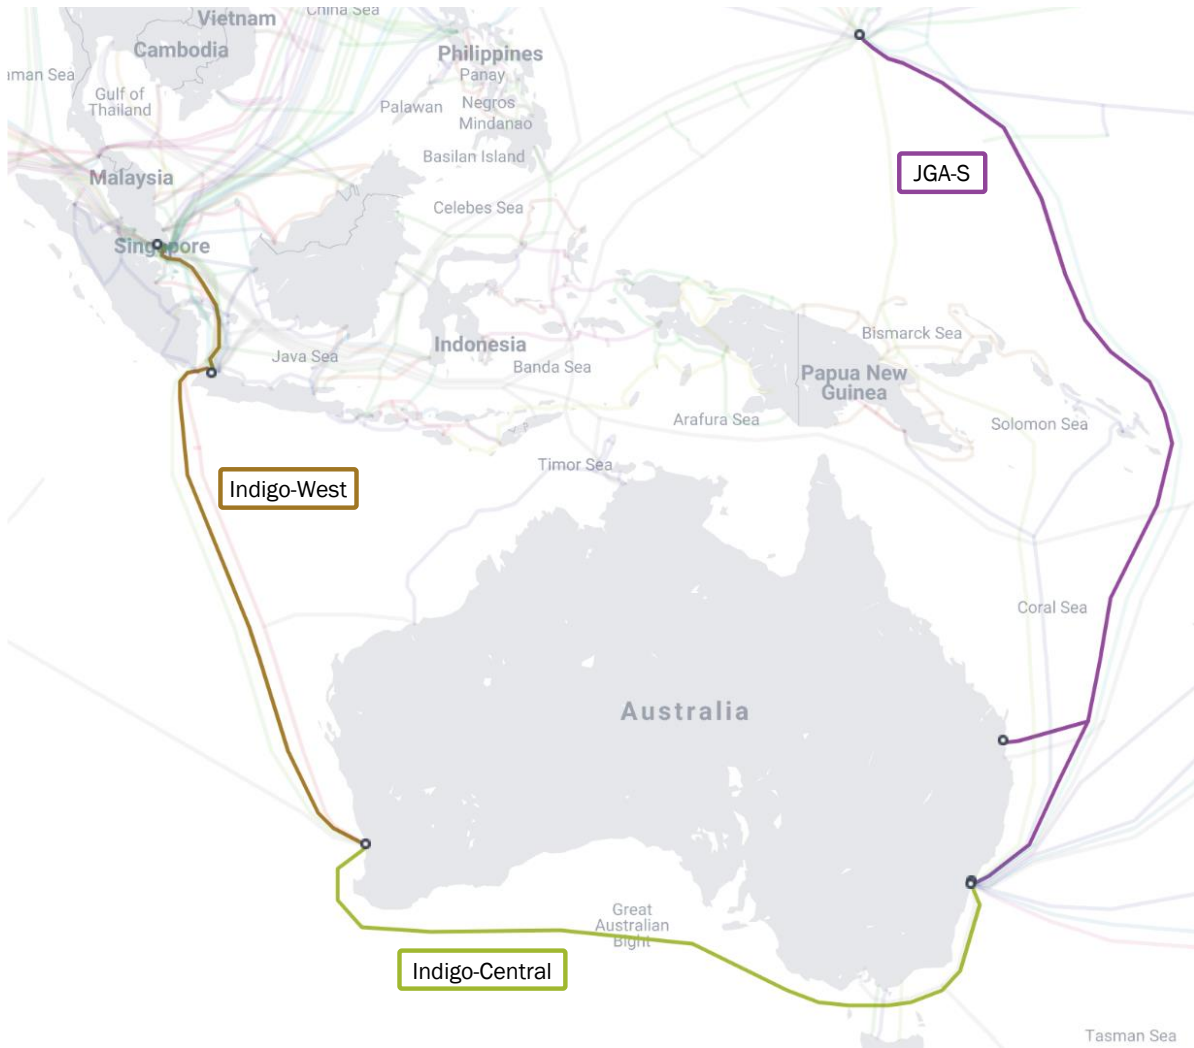 China Sea
Vietnam
Cambodia
Philippines
Panay
aman Sea
Gulf of
Thailand
Palawan
Negros
Mindanao
Basilan Island
JGA-S
Malaysia
Celebes Sea
Singapore
Bismarck Sea
Java Sea
Indonesia
Banda Sea
Papua New
Guinea
Arafura Sea
Solomon Sea
Timor Sea
Indigo-West
Coral Sea
Australia
Great
Australian
Bight
Indigo-Central
Tasman Sea